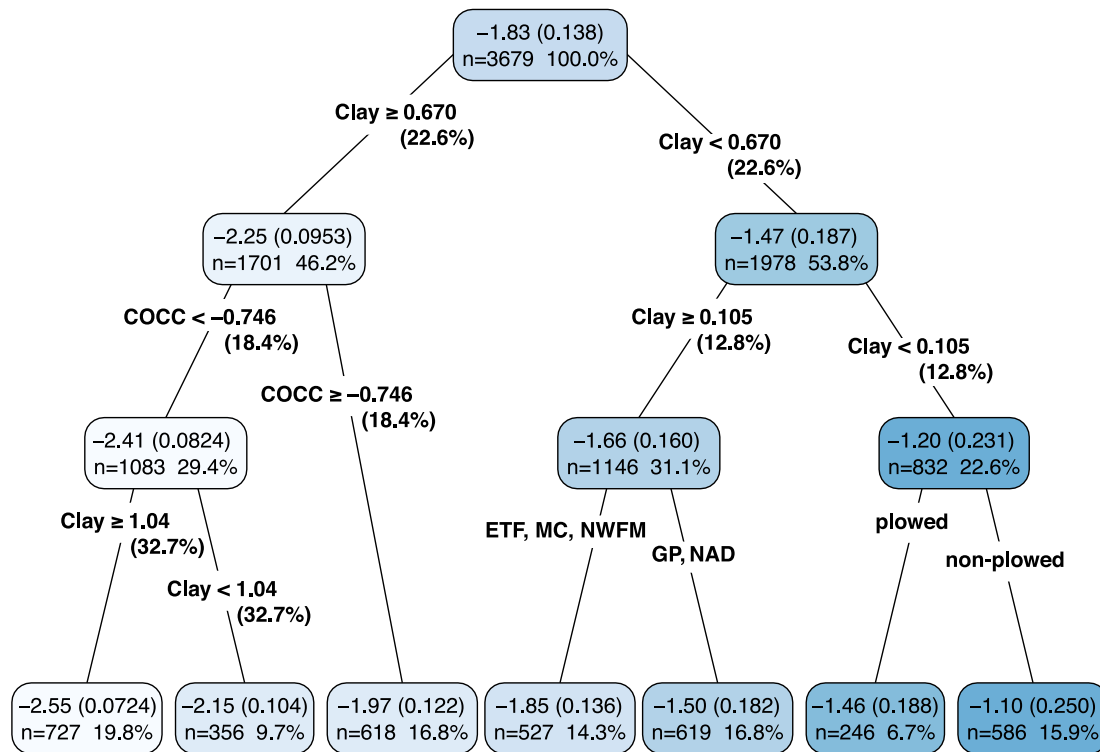 −1.83 (0.138)
n=3679 100.0%
Clay ≥ 0.670
(22.6%)
Clay < 0.670
(22.6%)
−2.25 (0.0953)
n=1701 46.2%
−1.47 (0.187)
n=1978 53.8%
COCC < −0.746
(18.4%)
COCC ≥ −0.746
(18.4%)
Clay ≥ 0.105
(12.8%)
Clay < 0.105
(12.8%)
−2.41 (0.0824)
n=1083 29.4%
−1.66 (0.160)
n=1146 31.1%
−1.20 (0.231)
n=832 22.6%
Clay ≥ 1.04
(32.7%)
Clay < 1.04
(32.7%)
ETF, MC, NWFM
GP, NAD
plowed
non-plowed
−2.55 (0.0724)
n=727 19.8%
−2.15 (0.104)
n=356 9.7%
−1.97 (0.122)
n=618 16.8%
−1.85 (0.136)
n=527 14.3%
−1.50 (0.182)
n=619 16.8%
−1.46 (0.188)
n=246 6.7%
−1.10 (0.250)
n=586 15.9%